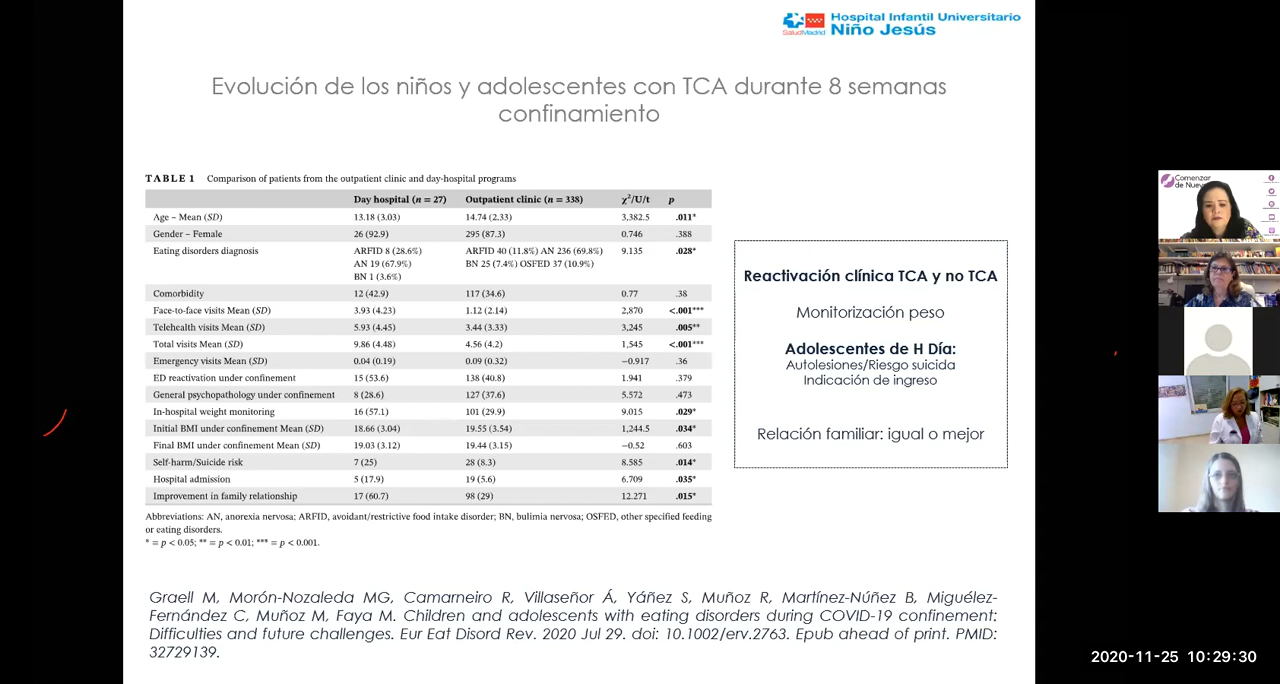 Hospital Infantil Universitario
Niño Jesús
SaludMadrid
Evolución de los niños y adolescentes con TCA durante 8 semanas
confinamiento
TABLE 1 Comparison of patients from the outpatient clinic and day-hospital programs
Day hospital (n = 27) Outpatient clinic (n = 338) χ²/U/t p
Age – Mean (SD) 13.18 (3.03) 14.74 (2.33) 3,382.5 .011*
Gender – Female 26 (92.9) 295 (87.3) 0.746 .388
Eating disorders diagnosis ARFID 8 (28.6%) ARFID 40 (11.8%) AN 236 (69.8%) 9.135 .028*
AN 19 (67.9%) BN 25 (7.4%) OSFED 37 (10.9%)
BN 1 (3.6%)
Comorbidity 12 (42.9) 117 (34.6) 0.77 .38
Face-to-face visits Mean (SD) 3.93 (4.23) 1.12 (2.14) 2,870 <.001***
Telehealth visits Mean (SD) 5.93 (4.45) 3.44 (3.33) 3,245 .005**
Total visits Mean (SD) 9.86 (4.48) 4.56 (4.2) 1,545 <.001***
Emergency visits Mean (SD) 0.04 (0.19) 0.09 (0.32) −0.917 .36
ED reactivation under confinement 15 (53.6) 138 (40.8) 1.941 .379
General psychopathology under confinement 8 (28.6) 127 (37.6) 5.572 .473
In-hospital weight monitoring 16 (57.1) 101 (29.9) 9.015 .029*
Initial BMI under confinement Mean (SD) 18.66 (3.04) 19.55 (3.54) 1,244.5 .034*
Final BMI under confinement Mean (SD) 19.03 (3.12) 19.44 (3.15) −0.52 .603
Self-harm/Suicide risk 7 (25) 28 (8.3) 8.585 .014*
Hospital admission 5 (17.9) 19 (5.6) 6.709 .035*
Improvement in family relationship 17 (60.7) 98 (29) 12.271 .015*
Abbreviations: AN, anorexia nervosa; ARFID, avoidant/restrictive food intake disorder; BN, bulimia nervosa; OSFED, other specified feeding
or eating disorders.
* = p < 0.05; ** = p < 0.01; *** = p < 0.001.
Reactivación clínica TCA y no TCA
Monitorización peso
Adolescentes de H Día:
Autolesiones/Riesgo suicida
Indicación de ingreso
Relación familiar: igual o mejor
Graell M, Morón-Nozaleda MG, Camarneiro R, Villaseñor Á, Yáñez S, Muñoz R, Martínez-Núñez B, Miguélez-
Fernández C, Muñoz M, Faya M. Children and adolescents with eating disorders during COVID-19 confinement:
Difficulties and future challenges. Eur Eat Disord Rev. 2020 Jul 29. doi: 10.1002/erv.2763. Epub ahead of print. PMID:
32729139.
Comenzar
de Nuevo
2020-11-25 10:29:30